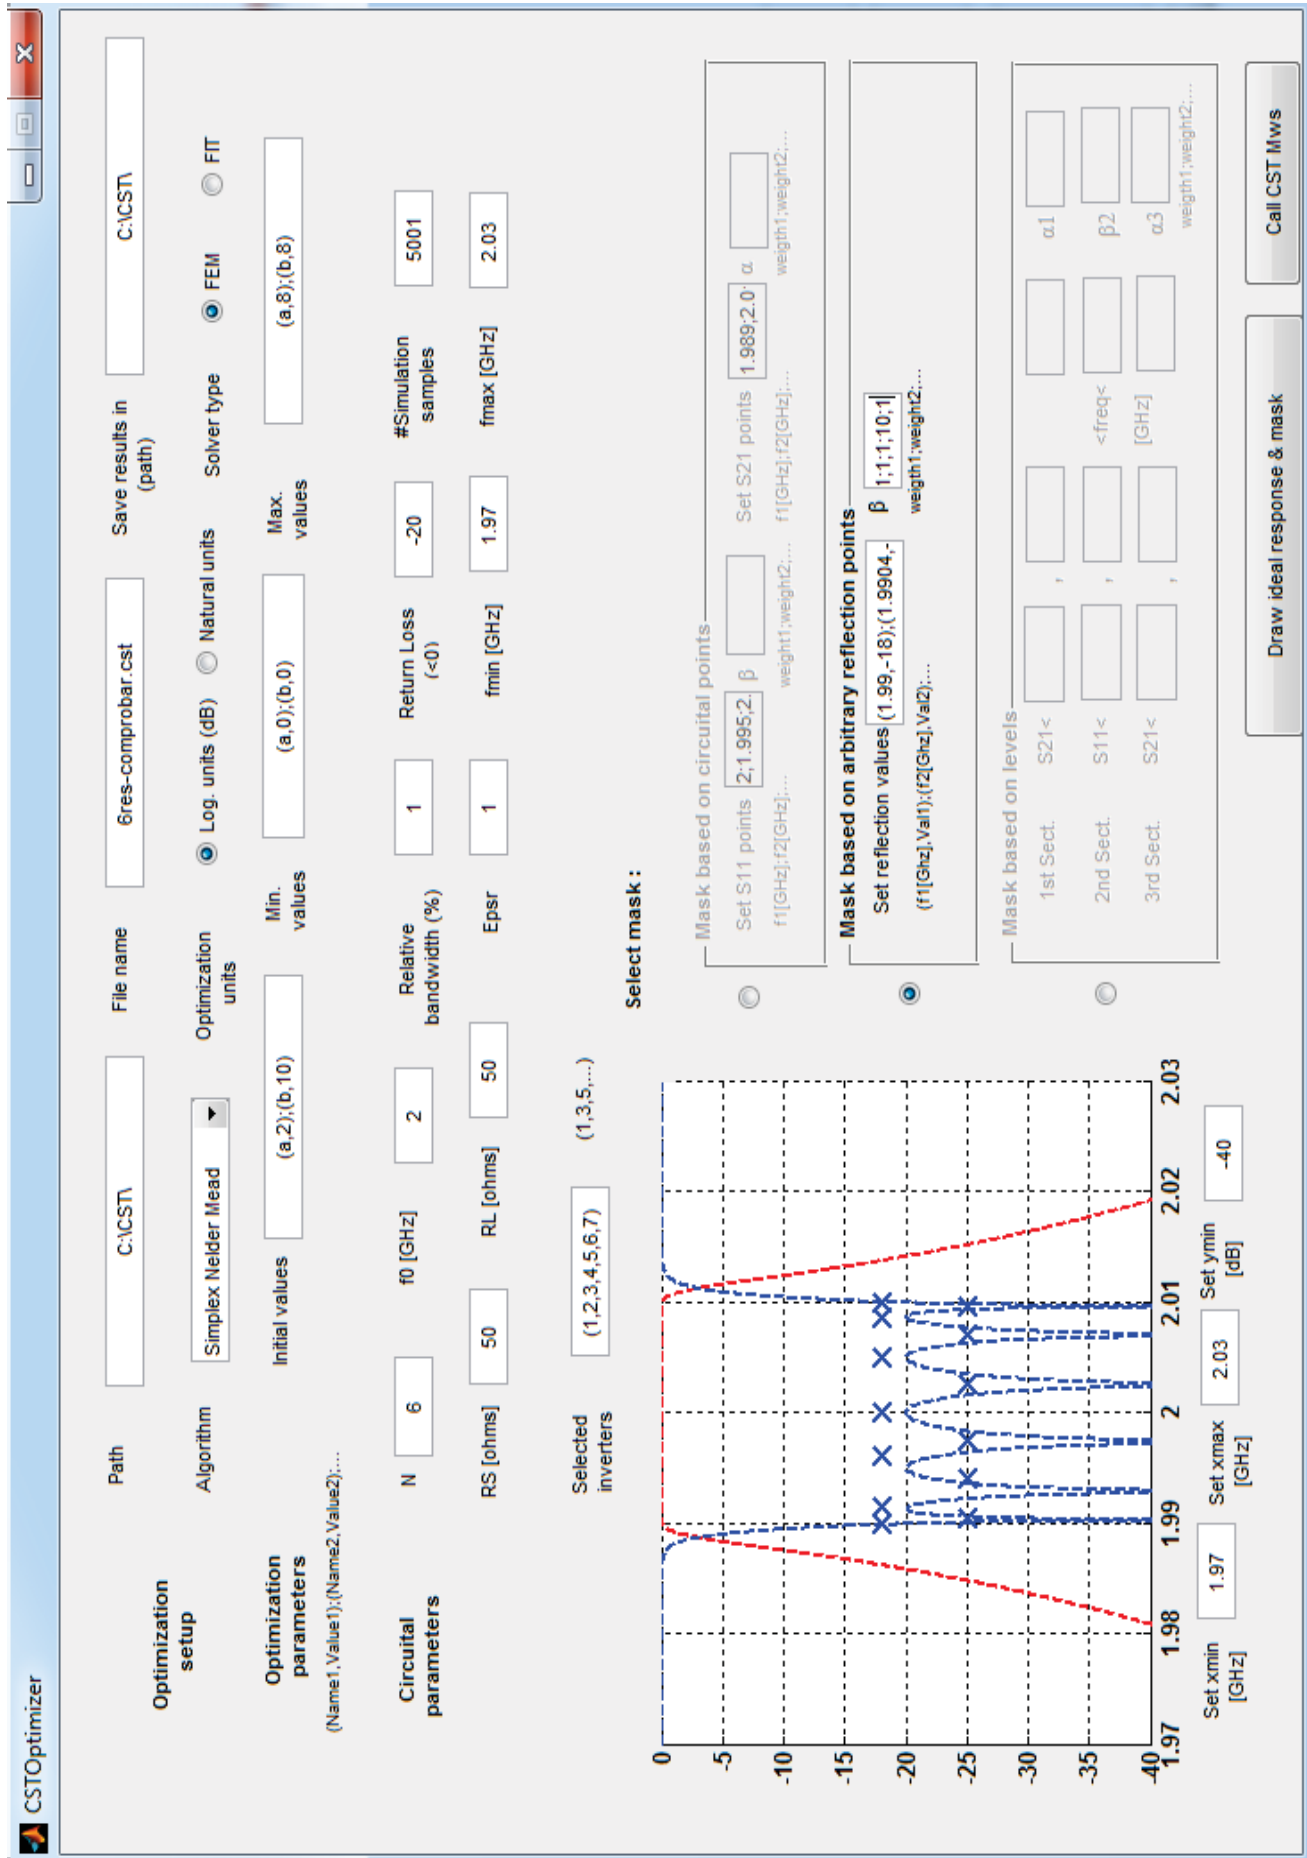 CSTOptimizer
Optimization
setup
Path
C:\CST\
File name
6res-comprobar.cst
Save results in
(path)
C:\CST\
Algorithm
Simplex Nelder Mead
Optimization
units
Log. units (dB)
Natural units
Solver type
FEM
FIT
Optimization
parameters
(Name1,Value1);(Name2,Value2);...
Initial values
(a,2);(b,10)
Min.
values
(a,0);(b,0)
Max.
values
(a,8);(b,8)
Circuital
parameters
N
6
f0 [GHz]
2
Relative
bandwidth (%)
1
Return Loss
(<0)
-20
#Simulation
samples
5001
RS [ohms]
50
RL [ohms]
50
Epsr
1
fmin [GHz]
1.97
fmax [GHz]
2.03
Selected
inverters
(1,2,3,4,5,6,7)
(1,3,5,...)
Select mask :
0
-5
-10
-15
-20
-25
-30
-35
-40
1.97
1.98
1.99
2
2.01
2.02
2.03
Set xmin
[GHz]
1.97
Set xmax
[GHz]
2.03
Set ymin
[dB]
-40
Mask based on circuital points
Set S11 points
2;1.995;2.
β
Set S21 points
1.989;2.0
α
f1[GHz];f2[GHz];...
weight1;weight2;...
f1[GHz];f2[GHz];...
weigth1;weight2;...
Mask based on arbitrary reflection points
Set reflection values
(1.99,-18);(1.9904,-
β
1;1;1;10;1
(f1[Ghz],Val1);(f2[Ghz],Val2);...
weigth1;weight2;...
Mask based on levels
1st Sect.
S21<
,
α1
2nd Sect.
S11<
,
<freq<
β2
3rd Sect.
S21<
,
[GHz]
α3
weigth1;weight2;...
Draw ideal response & mask
Call CST Mws